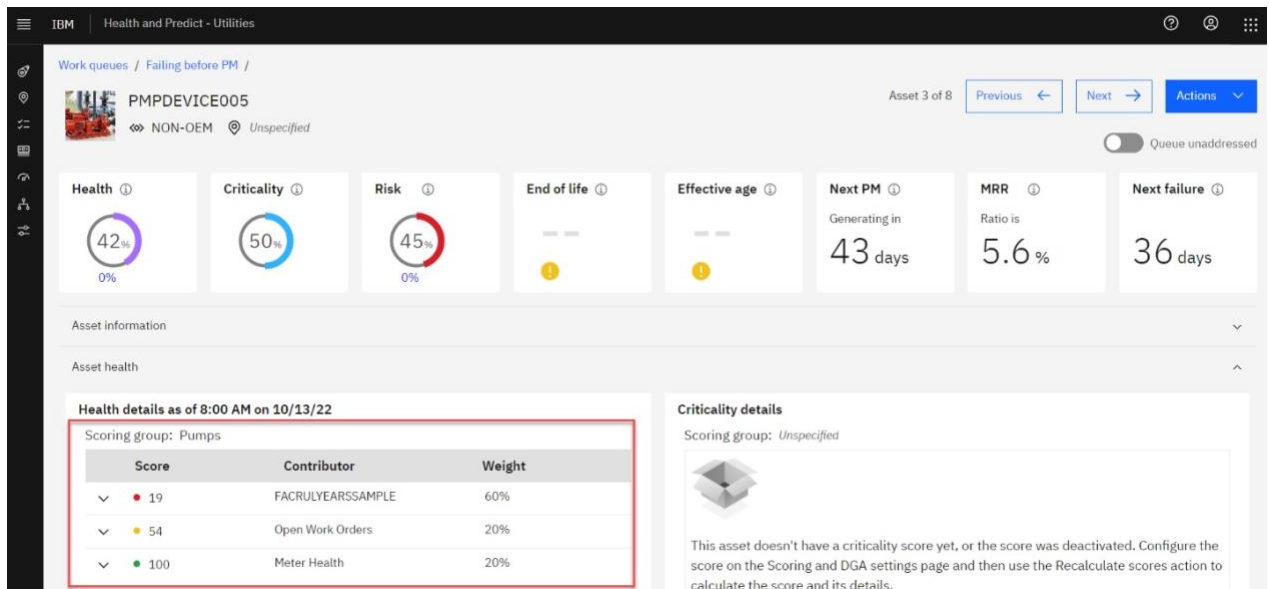 IBM Health and Predict - Utilities
Work queues / Failing before PM /
PMPDEVICE005
NON-OEM Unspecified
Asset 3 of 8 Previous Next Actions
Queue unaddressed
Health Criticality Risk End of life Effective age Next PM MRR Next failure
Generating in Ratio is
42% 50% 45% -- -- 43 days 5.6 % 36 days
0% 0%
Asset information
Asset health
Health details as of 8:00 AM on 10/13/22
Scoring group: Pumps
Score Contributor Weight
19 FACRULYEARSSAMPLE 60%
54 Open Work Orders 20%
100 Meter Health 20%
Criticality details
Scoring group: Unspecified
This asset doesn't have a criticality score yet, or the score was deactivated. Configure the
score on the Scoring and DGA settings page and then use the Recalculate scores action to
calculate the score and its details.